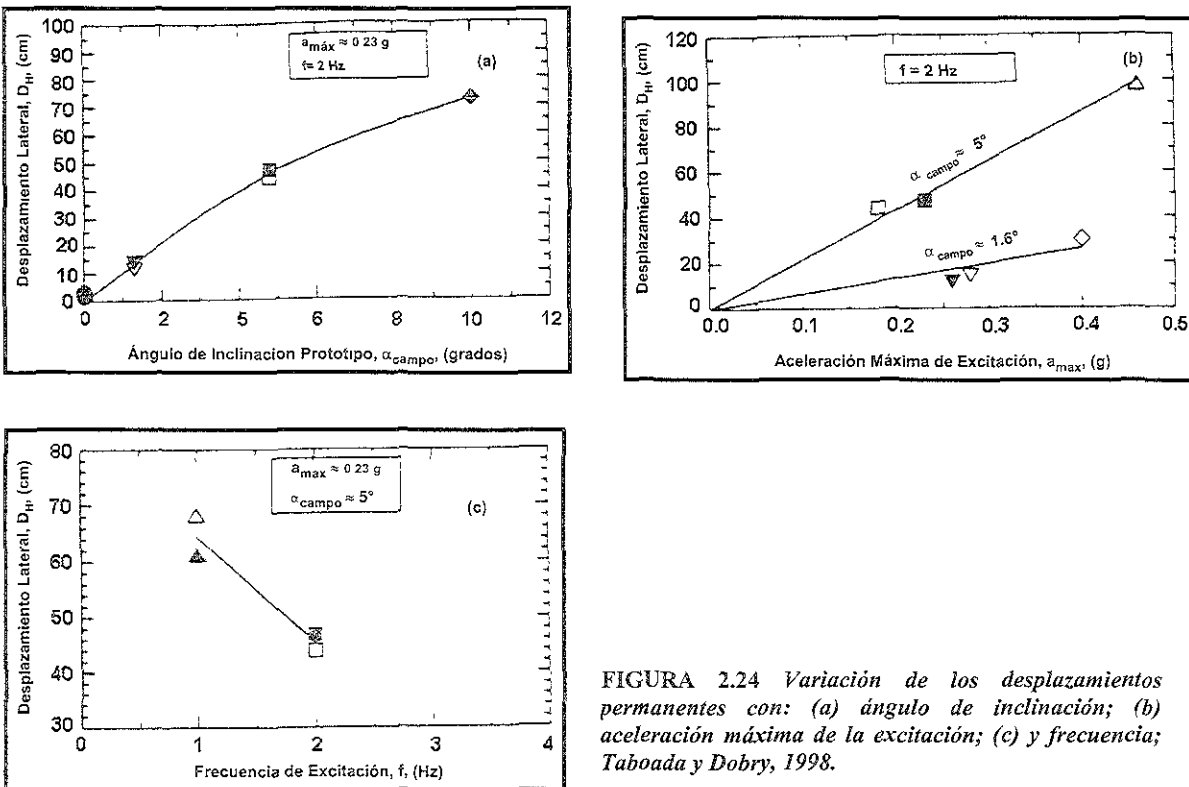 Desplazamiento Lateral, D_H, (cm)
100
90
80
70
60
50
40
30
20
10
0
a_máx ≈ 0 23 g
f= 2 Hz
(a)
0 0 5 6 8 10 12
Ángulo de Inclinacion Prototipo, α_campo, (grados)
Desplazamiento Lateral, D_H, (cm)
120
100
80
60
40
20
0
f = 2 Hz
(b)
α_campo ≈ 5°
α_campo ≈ 1.6°
0.0 0.1 0.2 0.3 0.4 0.5
Aceleración Máxima de Excitación, a_max, (g)
Desplazamiento Lateral, D_H, (cm)
80
70
60
50
40
30
a_max ≈ 0 23 g
α_campo ≈ 5°
(c)
0 1 2 3 4
Frecuencia de Excitación, f, (Hz)
FIGURA 2.24 Variación de los desplazamientos
permanentes con: (a) ángulo de inclinación; (b)
aceleración máxima de la excitación; (c) y frecuencia;
Taboada y Dobry, 1998.